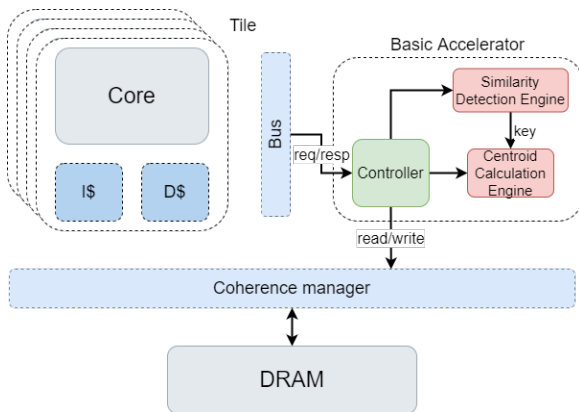 Tile
Core
I$
D$
Bus
req/resp
Basic Accelerator
Similarity
Detection Engine
key
Controller
Centroid
Calculation
Engine
read/write
Coherence manager
DRAM